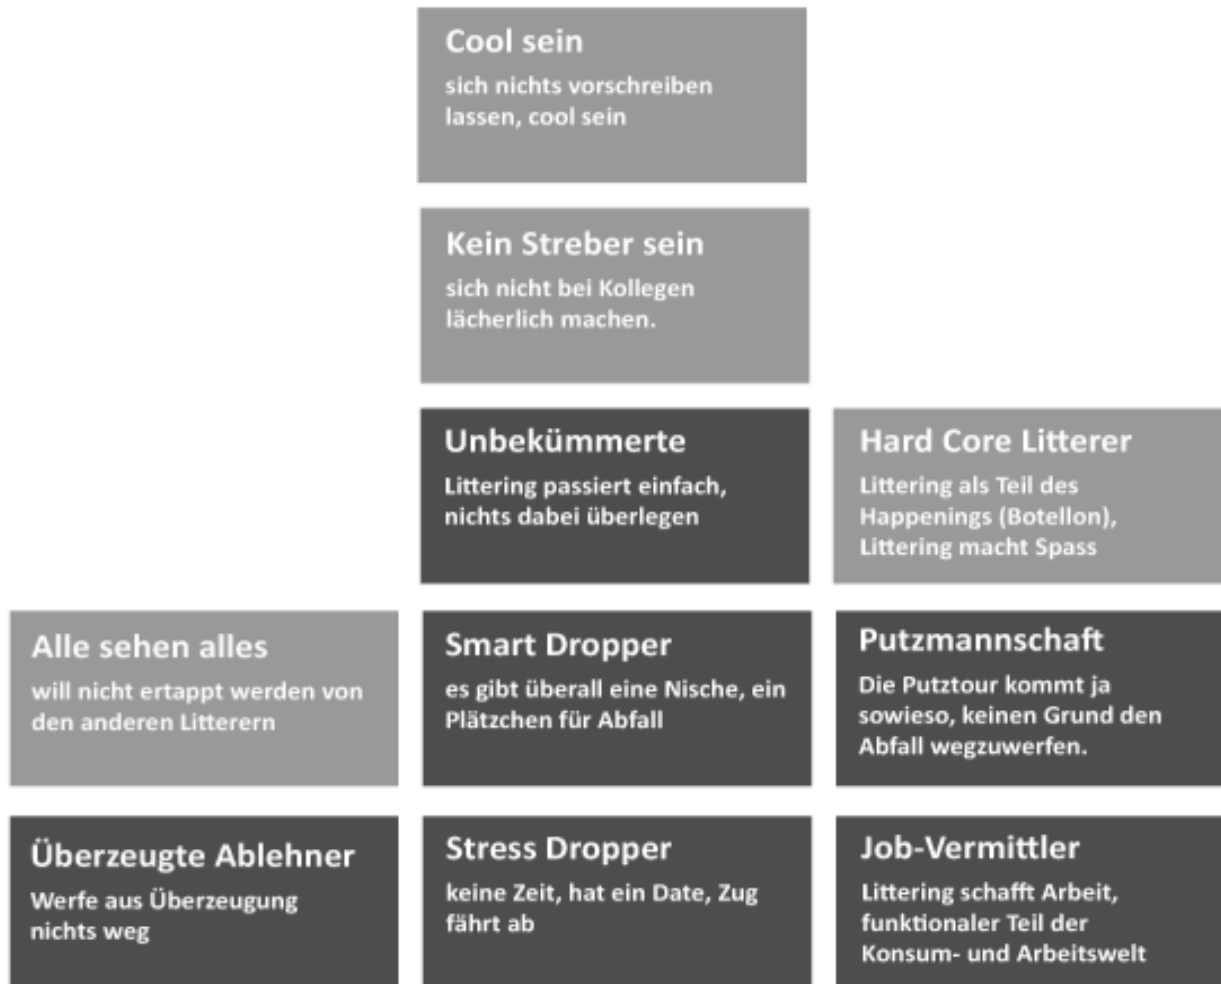 Cool sein
sich nichts vorschreiben
lassen, cool sein
Kein Streber sein
sich nicht bei Kollegen
lächerlich machen.
Unbekümmerte
Littering passiert einfach,
nichts dabei überlegen
Hard Core Litterer
Littering als Teil des
Happenings (Botellon),
Littering macht Spass
Alle sehen alles
will nicht ertappt werden von
den anderen Litterern
Smart Dropper
es gibt überall eine Nische, ein
Plätzchen für Abfall
Putzmannschaft
Die Putztour kommt ja
sowieso, keinen Grund den
Abfall wegzuwerfen.
Überzeugte Ablehner
Werfe aus Überzeugung
nichts weg
Stress Dropper
keine Zeit, hat ein Date, Zug
fährt ab
Job-Vermittler
Littering schafft Arbeit,
funktionaler Teil der
Konsum- und Arbeitswelt